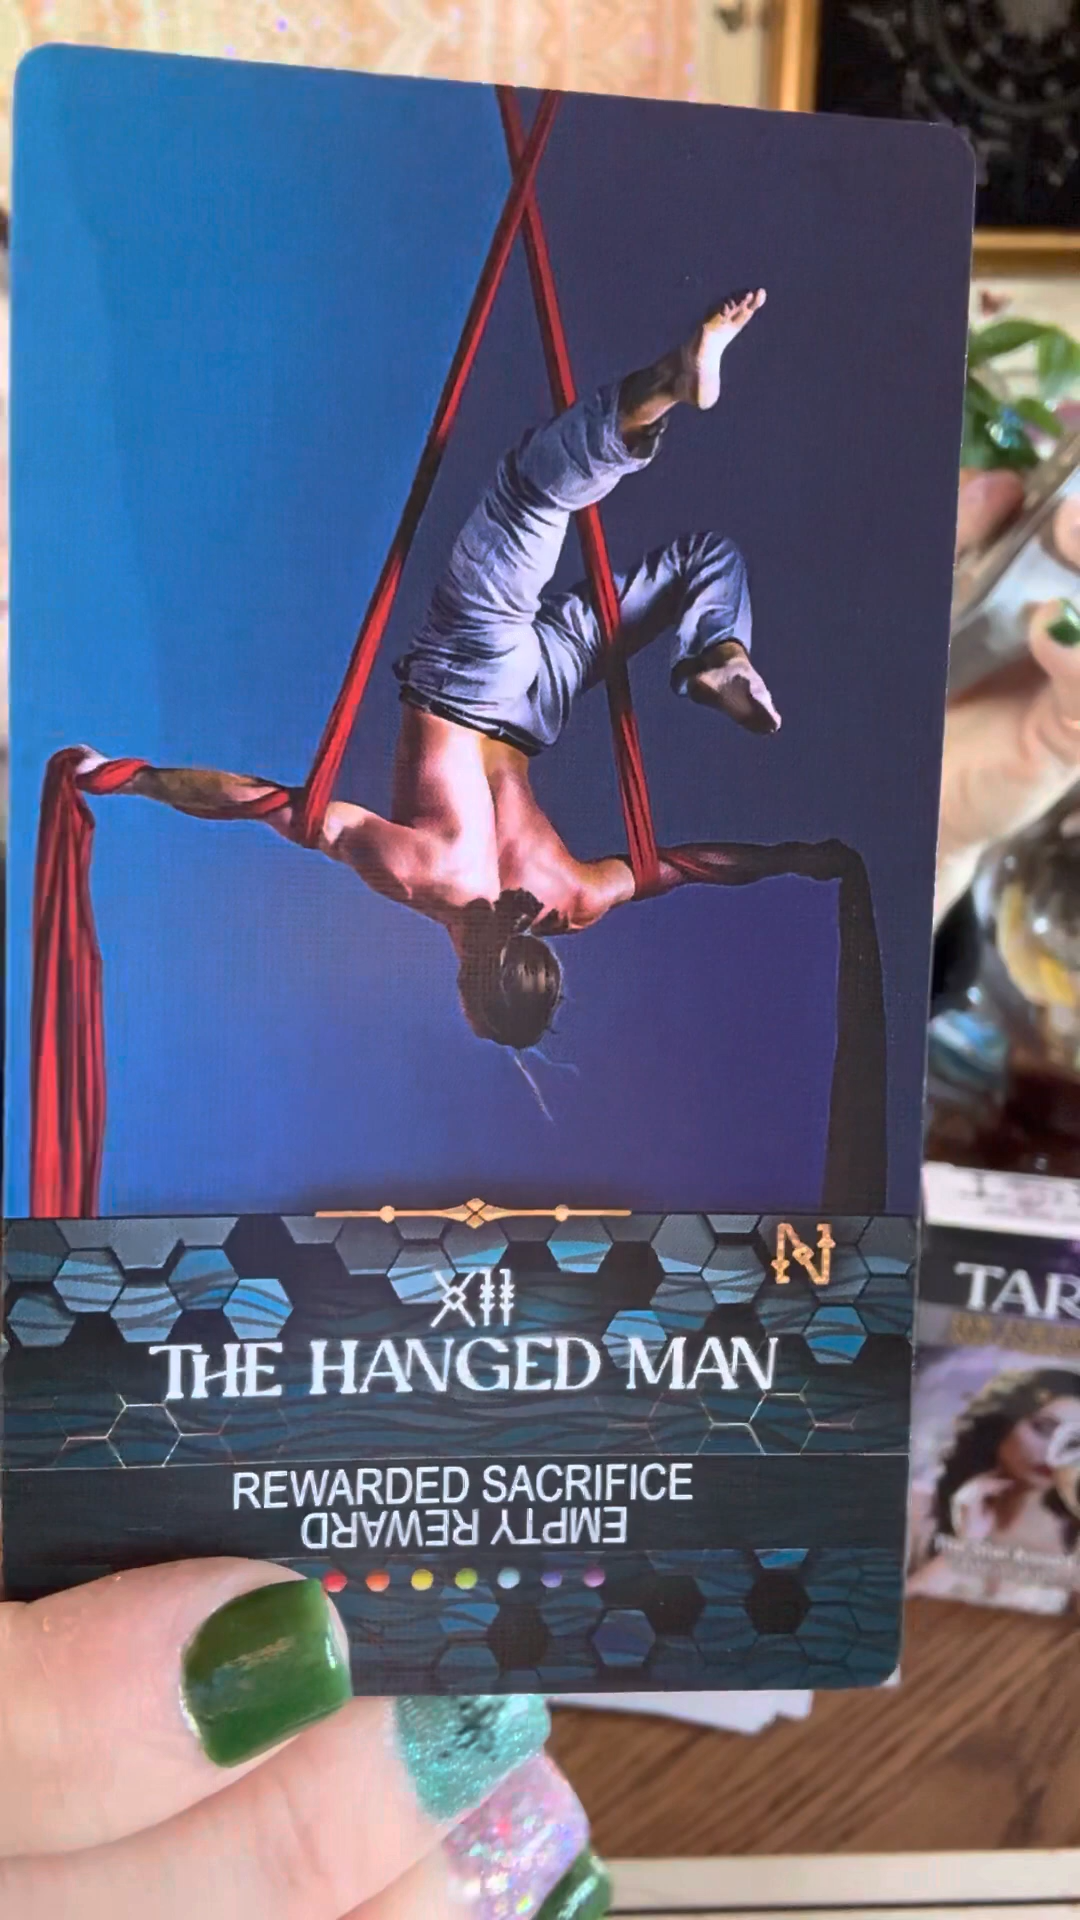 N
XII
THE HANGED MAN
REWARDED SACRIFICE
EMPTY REWARD
TAR